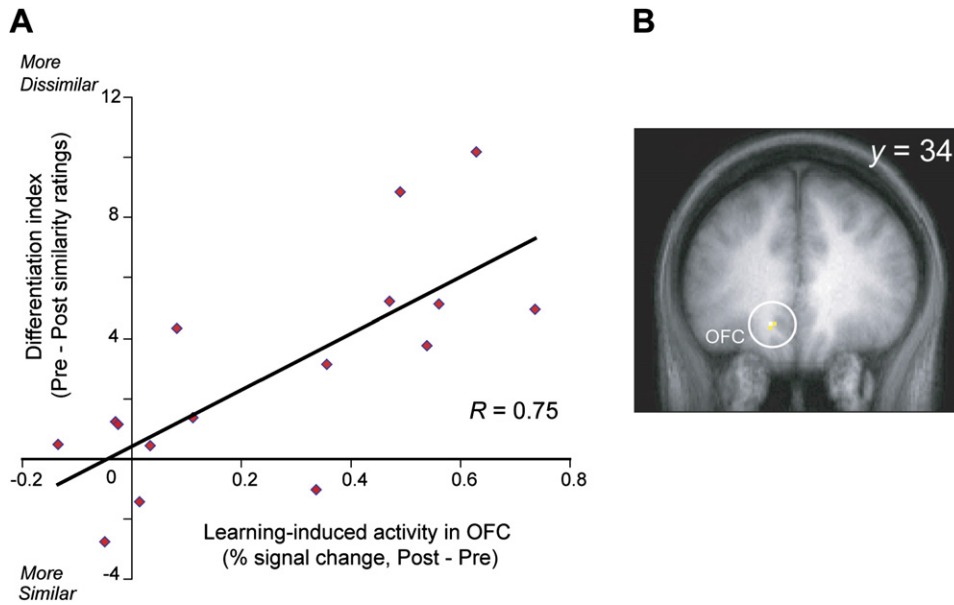 A
B
More
Dissimilar
12
8
4
0
-4
Differentiation index
(Pre - Post similarity ratings)
R = 0.75
-0.2
0.2
0.4
0.6
0.8
Learning-induced activity in OFC
(% signal change, Post - Pre)
More
Similar
y = 34
OFC